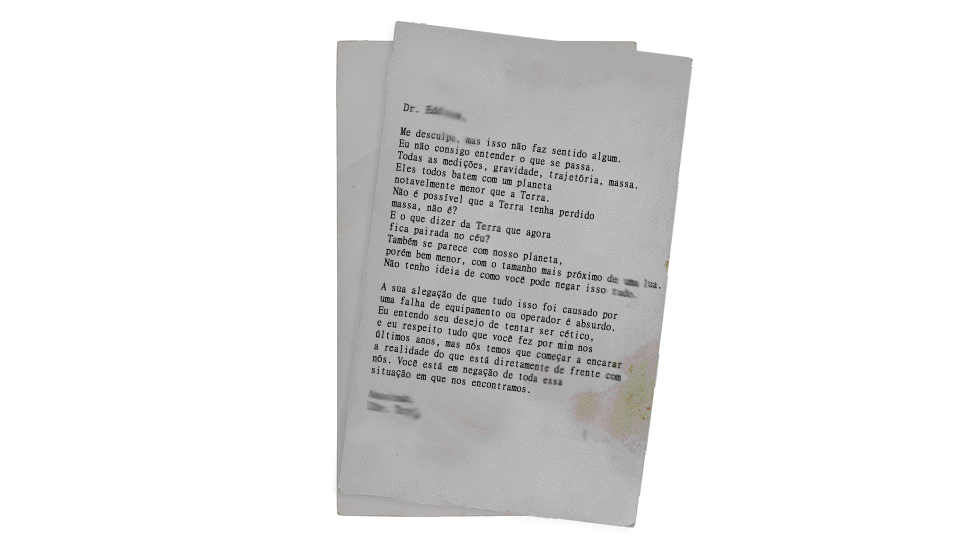 Dr.
Me desculpe, mas isso não faz sentido algum.
Eu não consigo entender o que se passa.
Todas as medições, gravidade, trajetória, massa.
Eles todos batem com um planeta
notavelmente menor que a Terra.
Não é possível que a Terra tenha perdido
massa, não é?
E o que dizer da Terra que agora
fica pairada no céu?
Também se parece com nosso planeta,
porém bem menor, com o tamanho mais próximo de uma lua.
Não tenho ideia de como você pode negar isso tudo.
A sua alegação de que tudo isso foi causado por
uma falha de equipamento ou operador é absurdo.
Eu entendo seu desejo de tentar ser cético,
e eu respeito tudo que você fez por mim nos
últimos anos, mas nós temos que começar a encarar
a realidade do que está diretamente de frente com
nós. Você está em negação de toda essa
situação em que nos encontramos.